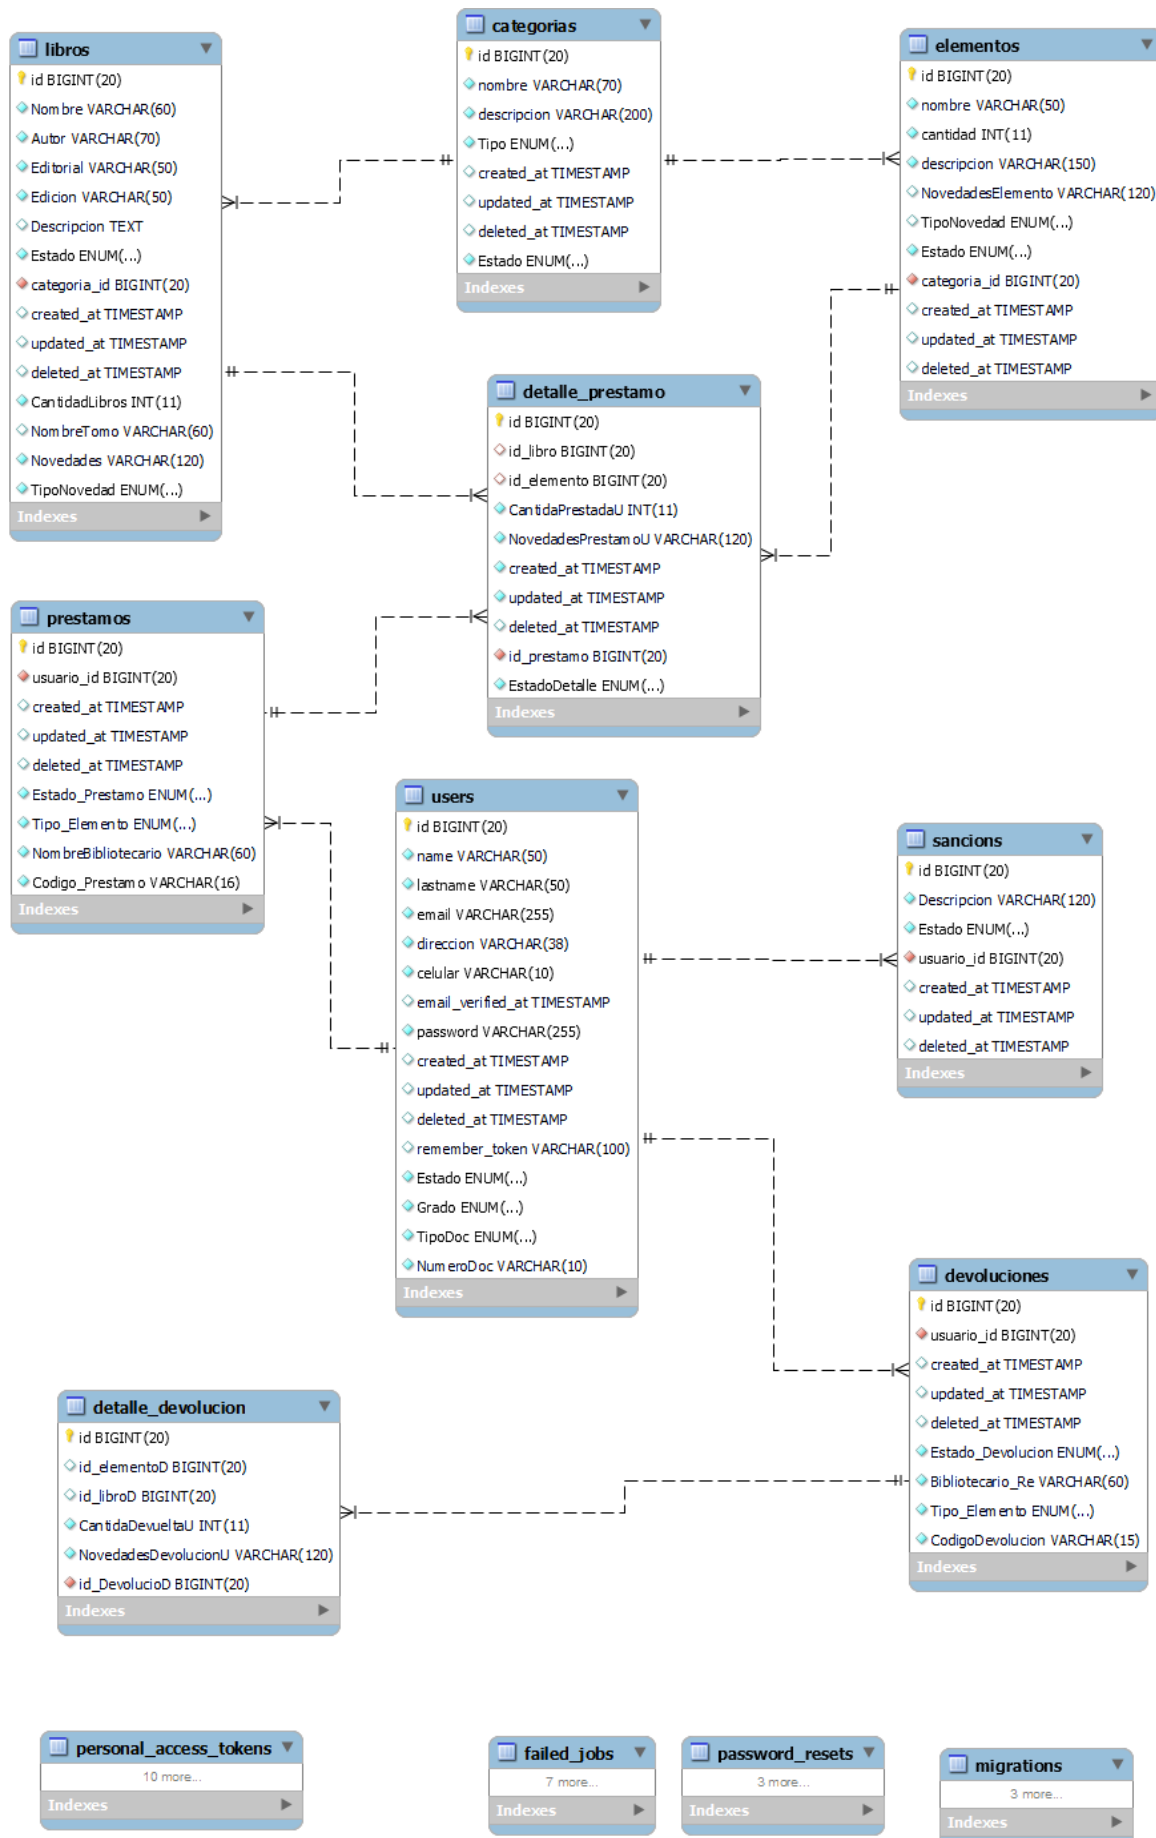 libros
id BIGINT(20)
Nombre VARCHAR(60)
Autor VARCHAR(70)
Editorial VARCHAR(50)
Edicion VARCHAR(50)
Descripcion TEXT
Estado ENUM(...)
categoria_id BIGINT(20)
created_at TIMESTAMP
updated_at TIMESTAMP
deleted_at TIMESTAMP
CantidadLibros INT(11)
NombreTomo VARCHAR(60)
Novedades VARCHAR(120)
TipoNovedad ENUM(...)
Indexes
categorias
id BIGINT(20)
nombre VARCHAR(70)
descripcion VARCHAR(200)
Tipo ENUM(...)
created_at TIMESTAMP
updated_at TIMESTAMP
deleted_at TIMESTAMP
Estado ENUM(...)
Indexes
elementos
id BIGINT(20)
nombre VARCHAR(50)
cantidad INT(11)
descripcion VARCHAR(150)
NovedadesElemento VARCHAR(120)
TipoNovedad ENUM(...)
Estado ENUM(...)
categoria_id BIGINT(20)
created_at TIMESTAMP
updated_at TIMESTAMP
deleted_at TIMESTAMP
Indexes
detalle_prestamo
id BIGINT(20)
id_libro BIGINT(20)
id_elemento BIGINT(20)
CantidaPrestadaU INT(11)
NovedadesPrestamoU VARCHAR(120)
created_at TIMESTAMP
updated_at TIMESTAMP
deleted_at TIMESTAMP
id_prestamo BIGINT(20)
EstadoDetalle ENUM(...)
Indexes
prestamos
id BIGINT(20)
usuario_id BIGINT(20)
created_at TIMESTAMP
updated_at TIMESTAMP
deleted_at TIMESTAMP
Estado_Prestamo ENUM(...)
Tipo_Elemento ENUM(...)
NombreBibliotecario VARCHAR(60)
Codigo_Prestamo VARCHAR(16)
Indexes
users
id BIGINT(20)
name VARCHAR(50)
lastname VARCHAR(50)
email VARCHAR(255)
direccion VARCHAR(38)
celular VARCHAR(10)
email_verified_at TIMESTAMP
password VARCHAR(255)
created_at TIMESTAMP
updated_at TIMESTAMP
deleted_at TIMESTAMP
remember_token VARCHAR(100)
Estado ENUM(...)
Grado ENUM(...)
TipoDoc ENUM(...)
NumeroDoc VARCHAR(10)
Indexes
sancions
id BIGINT(20)
Descripcion VARCHAR(120)
Estado ENUM(...)
usuario_id BIGINT(20)
created_at TIMESTAMP
updated_at TIMESTAMP
deleted_at TIMESTAMP
Indexes
devoluciones
id BIGINT(20)
usuario_id BIGINT(20)
created_at TIMESTAMP
updated_at TIMESTAMP
deleted_at TIMESTAMP
Estado_Devolucion ENUM(...)
Bibliotecario_Re VARCHAR(60)
Tipo_Elemento ENUM(...)
CodigoDevolucion VARCHAR(15)
Indexes
detalle_devolucion
id BIGINT(20)
id_elementoD BIGINT(20)
id_libroD BIGINT(20)
CantidaDevueltaU INT(11)
NovedadesDevolucionU VARCHAR(120)
id_DevolucioD BIGINT(20)
Indexes
personal_access_tokens
10 more...
Indexes
failed_jobs
7 more...
Indexes
password_resets
3 more...
Indexes
migrations
3 more...
Indexes